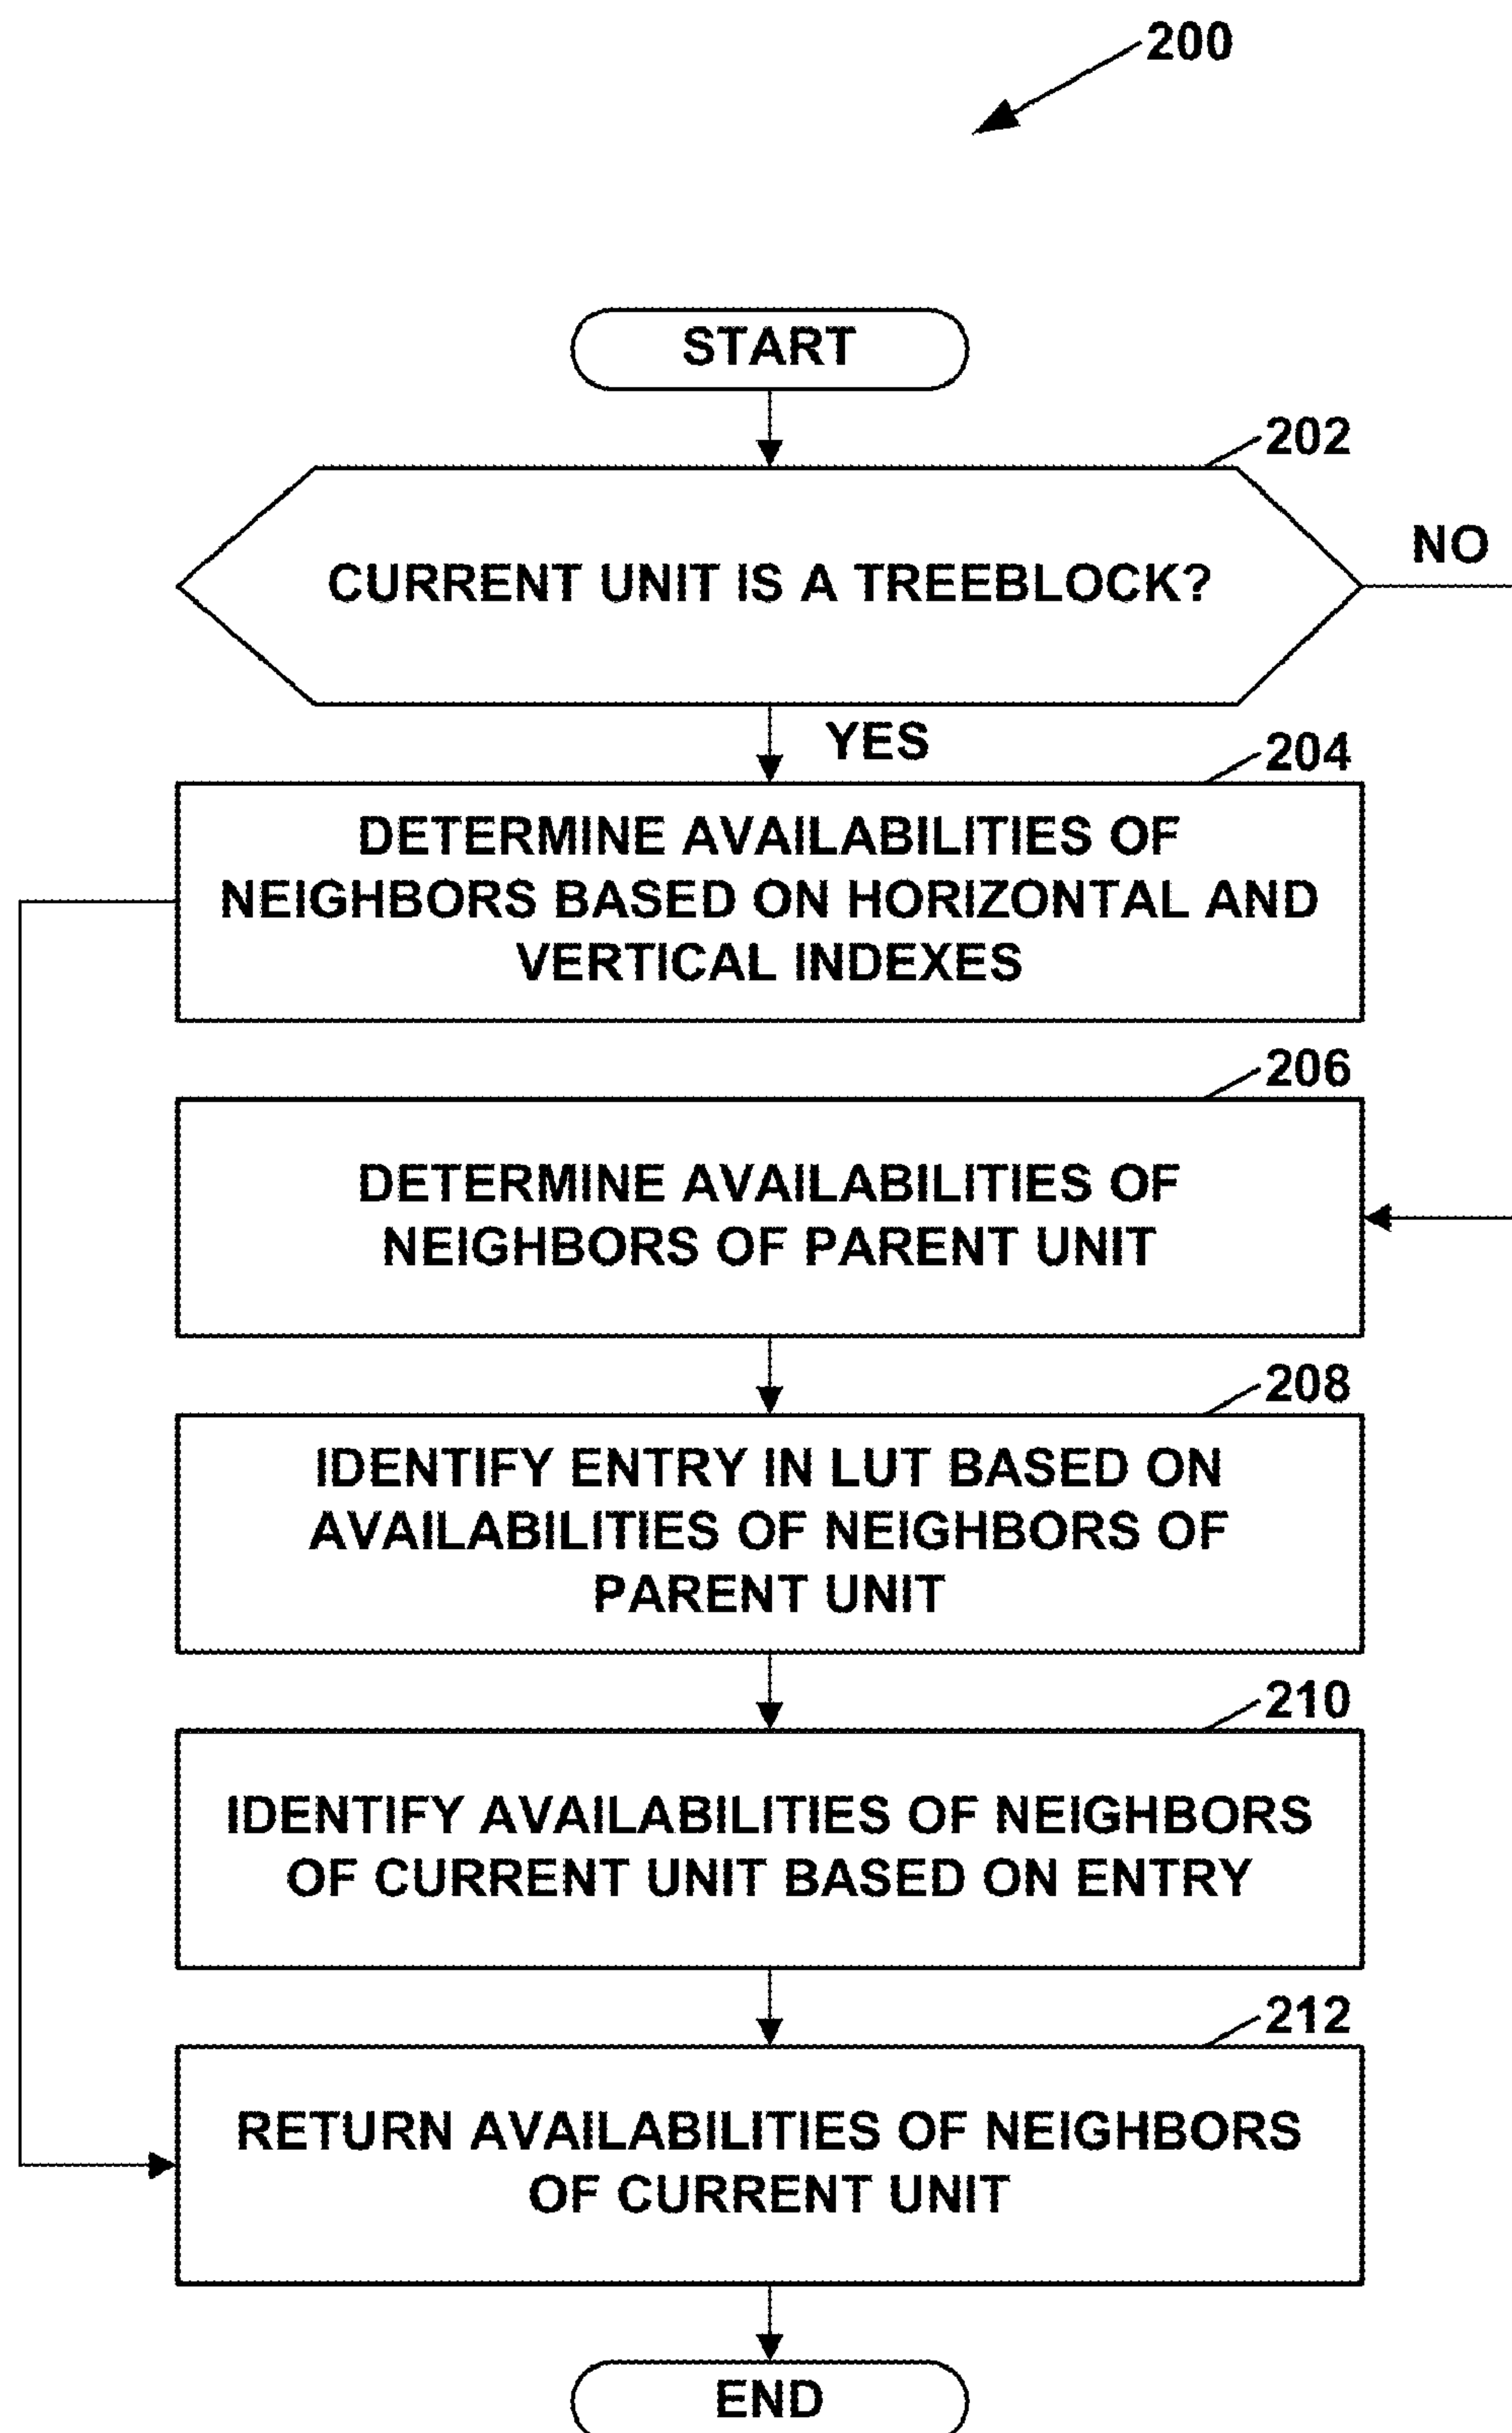 200
START
202
CURRENT UNIT IS A TREEBLOCK?
NO
YES
204
DETERMINE AVAILABILITIES OF
NEIGHBORS BASED ON HORIZONTAL AND
VERTICAL INDEXES
206
DETERMINE AVAILABILITIES OF
NEIGHBORS OF PARENT UNIT
208
IDENTIFY ENTRY IN LUT BASED ON
AVAILABILITIES OF NEIGHBORS OF
PARENT UNIT
210
IDENTIFY AVAILABILITIES OF NEIGHBORS
OF CURRENT UNIT BASED ON ENTRY
212
RETURN AVAILABILITIES OF NEIGHBORS
OF CURRENT UNIT
END